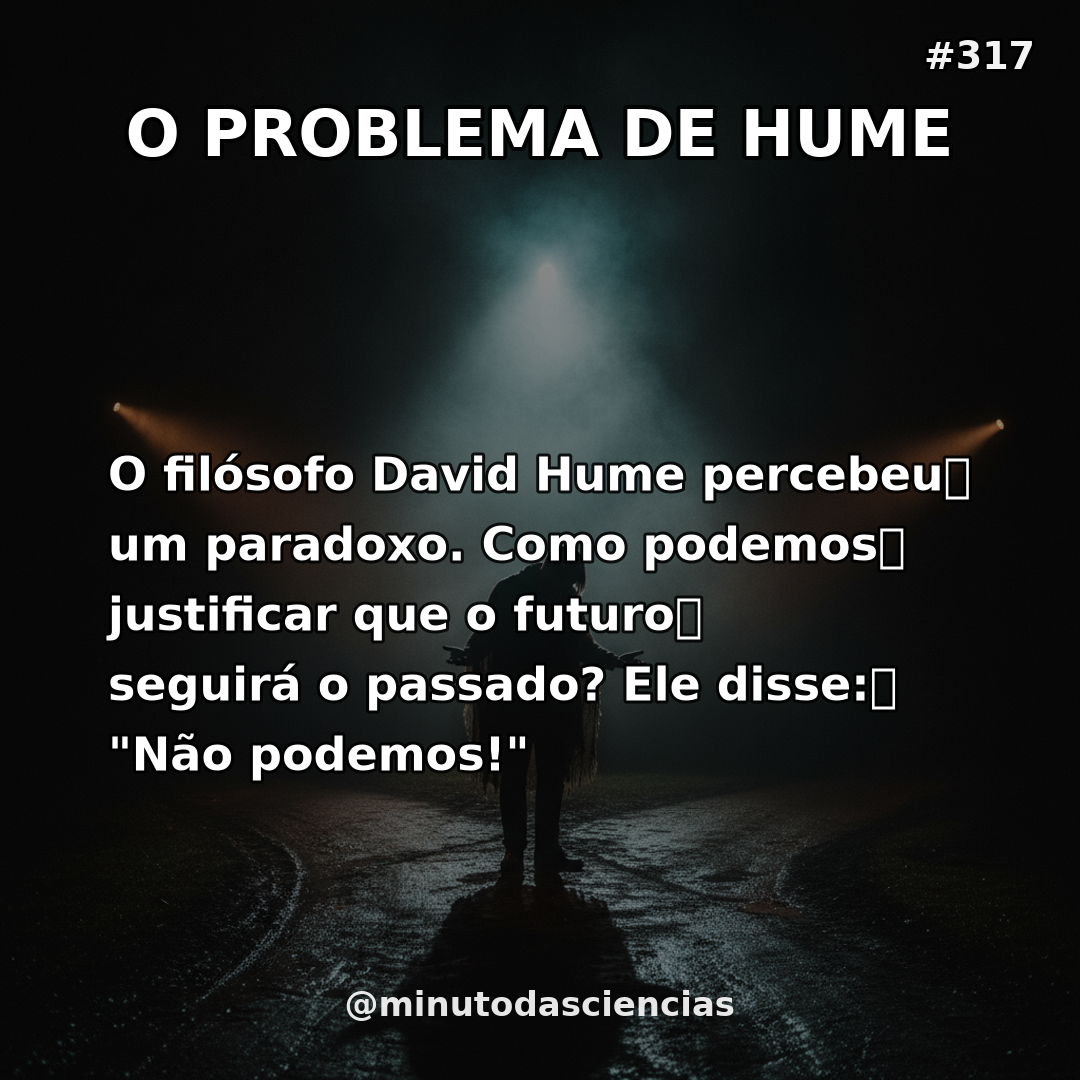 #317
O PROBLEMA DE HUME
O filósofo David Hume percebeu▯
um paradoxo. Como podemos▯
justificar que o futuro▯
seguirá o passado? Ele disse:▯
"Não podemos!"
@minutodasciencias